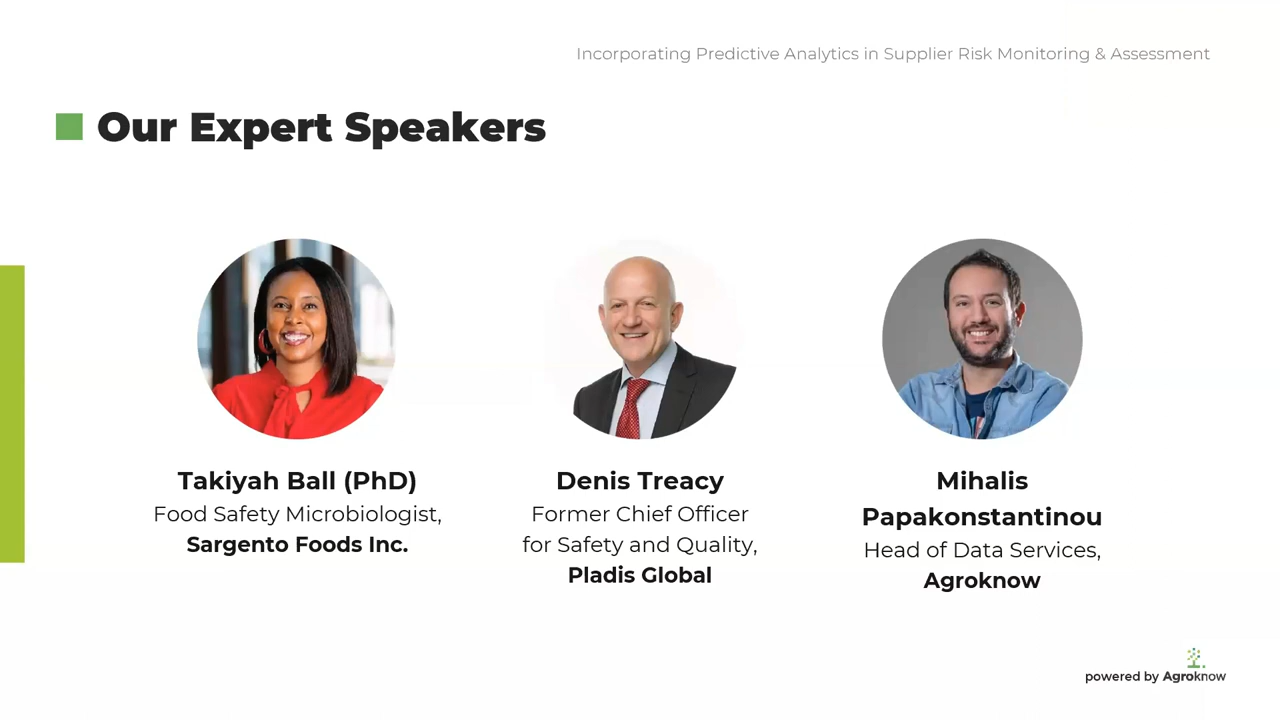 Incorporating Predictive Analytics in Supplier Risk Monitoring & Assessment
Our Expert Speakers
Takiyah Ball (PhD)
Food Safety Microbiologist,
Sargento Foods Inc.
Denis Treacy
Former Chief Officer
for Safety and Quality,
Pladis Global
Mihalis
Papakonstantinou
Head of Data Services,
Agroknow
powered by Agroknow